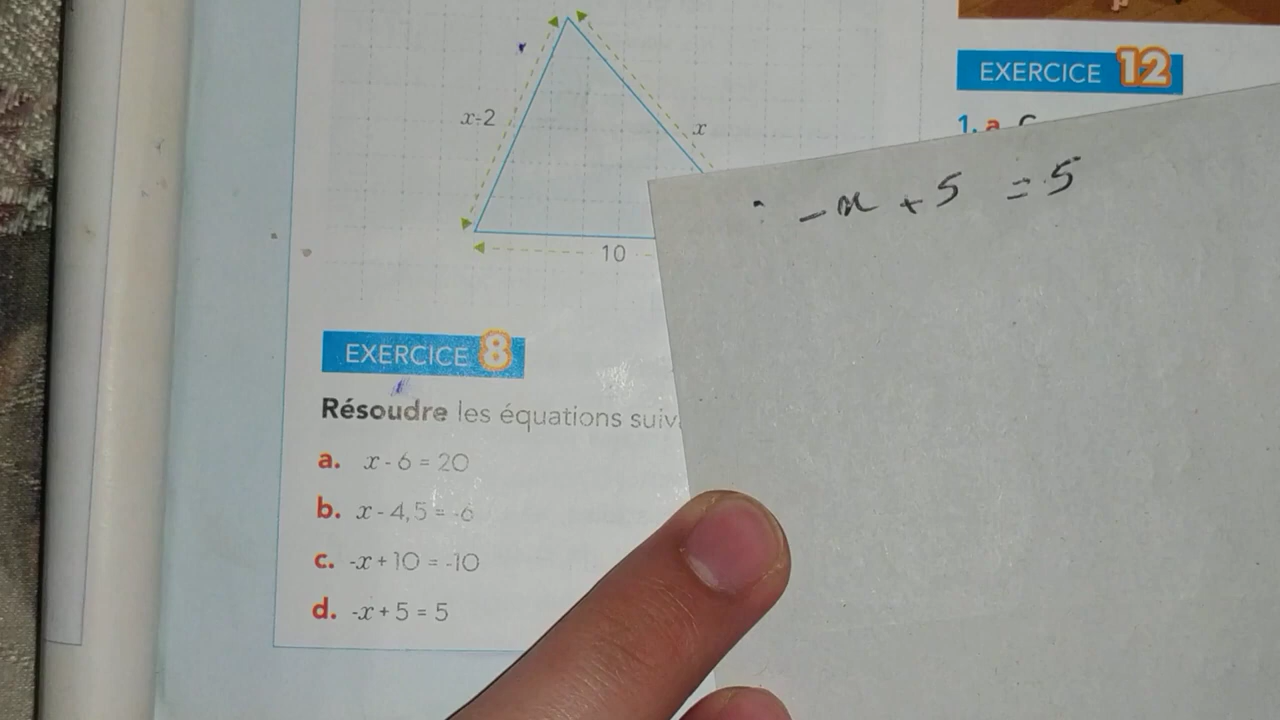 x-2
x
10
EXERCICE 8
Résoudre les équations
a. x - 6 = 20
b. x - 4,5 = -6
c. -x + 10 = -10
d. -x + 5 = 5
EXERCICE 12
1. a
-x + 5 = 5